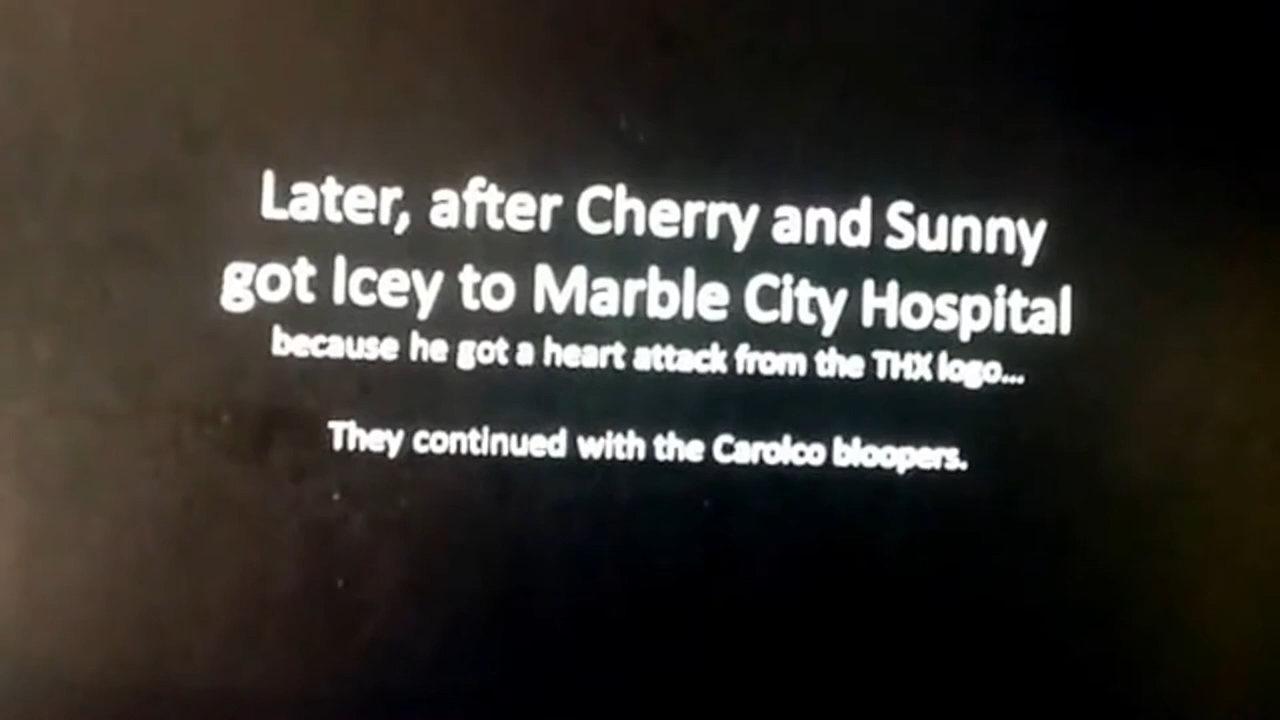 Later, after Cherry and Sunny
got Icey to Marble City Hospital
because he got a heart attack from the THX logo...
They continued with the Carolco bloopers.